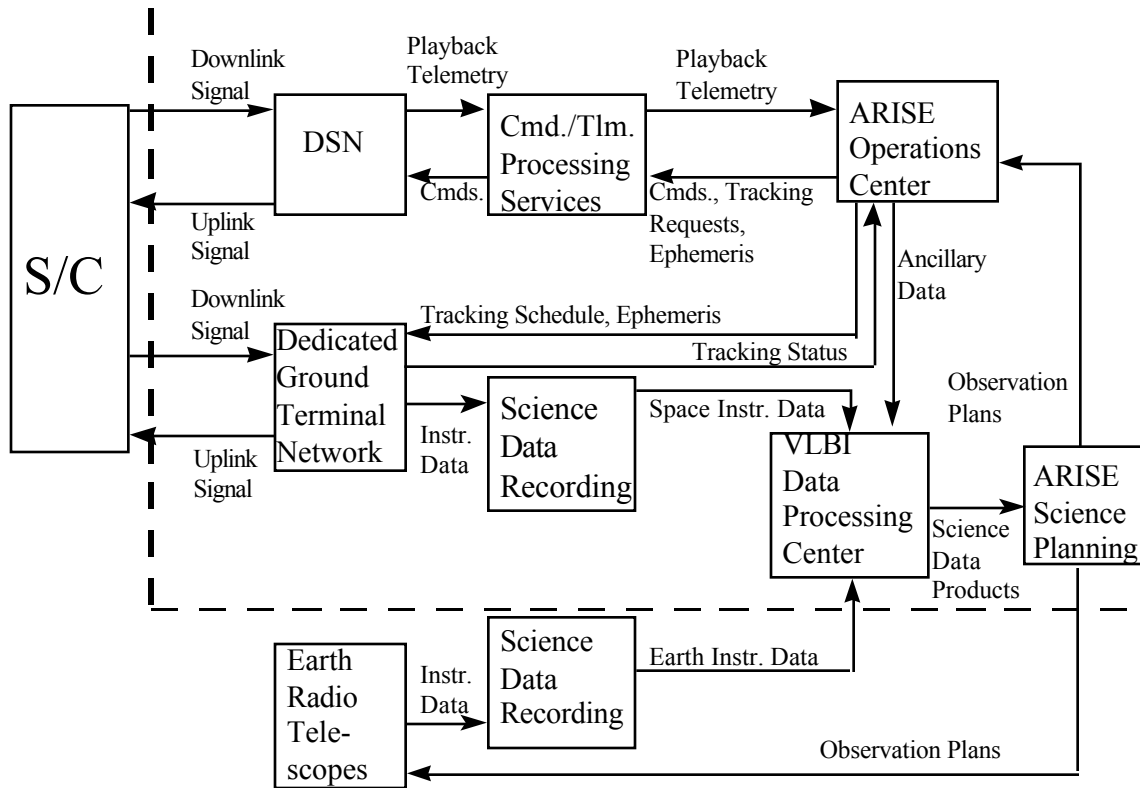 Downlink
Signal
Playback
Telemetry
Playback
Telemetry
DSN
Cmd./Tlm.
Processing
Services
ARISE
Operations
Center
Cmds.
Cmds., Tracking
Requests,
Ephemeris
Uplink
Signal
S/C
Ancillary
Data
Downlink
Signal
Tracking Schedule, Ephemeris
Tracking Status
Dedicated
Ground
Terminal
Network
Instr.
Data
Science
Data
Recording
Space Instr. Data
Observation
Plans
Uplink
Signal
VLBI
Data
Processing
Center
Science
Data
Products
ARISE
Science
Planning
Earth
Radio
Tele-
scopes
Instr.
Data
Science
Data
Recording
Earth Instr. Data
Observation Plans